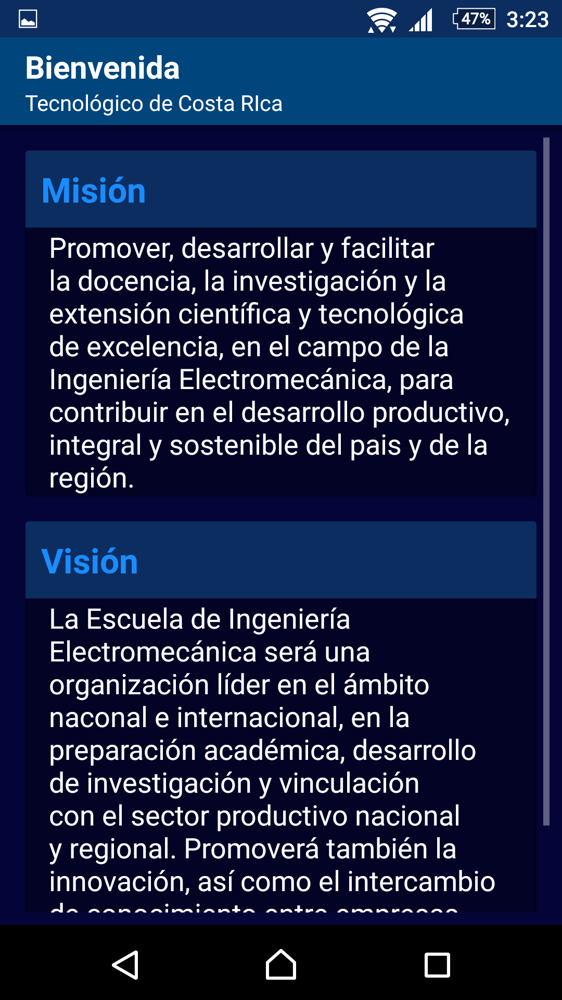 47% 3:23
Bienvenida
Tecnológico de Costa RIca
Misión
Promover, desarrollar y facilitar
la docencia, la investigación y la
extensión científica y tecnológica
de excelencia, en el campo de la
Ingeniería Electromecánica, para
contribuir en el desarrollo productivo,
integral y sostenible del pais y de la
región.
Visión
La Escuela de Ingeniería
Electromecánica será una
organización líder en el ámbito
naconal e internacional, en la
preparación académica, desarrollo
de investigación y vinculación
con el sector productivo nacional
y regional. Promoverá también la
innovación, así como el intercambio
de conocimiento entre empresas